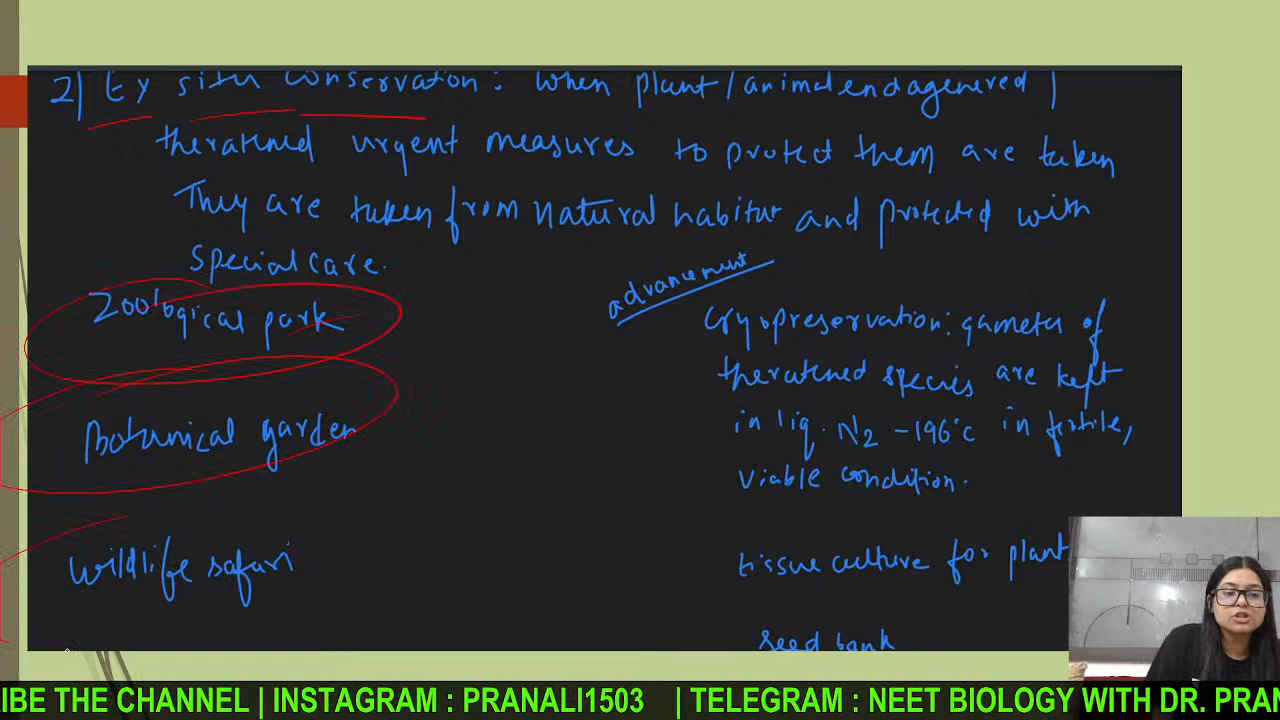 2) Ex situ conservation: when plant/animal endagenered |
theratened urgent measures to protect them are taken
They are taken from natural habitat and protected with
special care.
Zoological park
Botanical garden
wildlife safari
advancement
Cryopreservation: gametes of
theratened species are kept
in liq. N2 -196°c in fertile,
viable condition.
tissue culture for plant
seed bank
IBE THE CHANNEL | INSTAGRAM : PRANALI1503 | TELEGRAM : NEET BIOLOGY WITH DR. PRAN